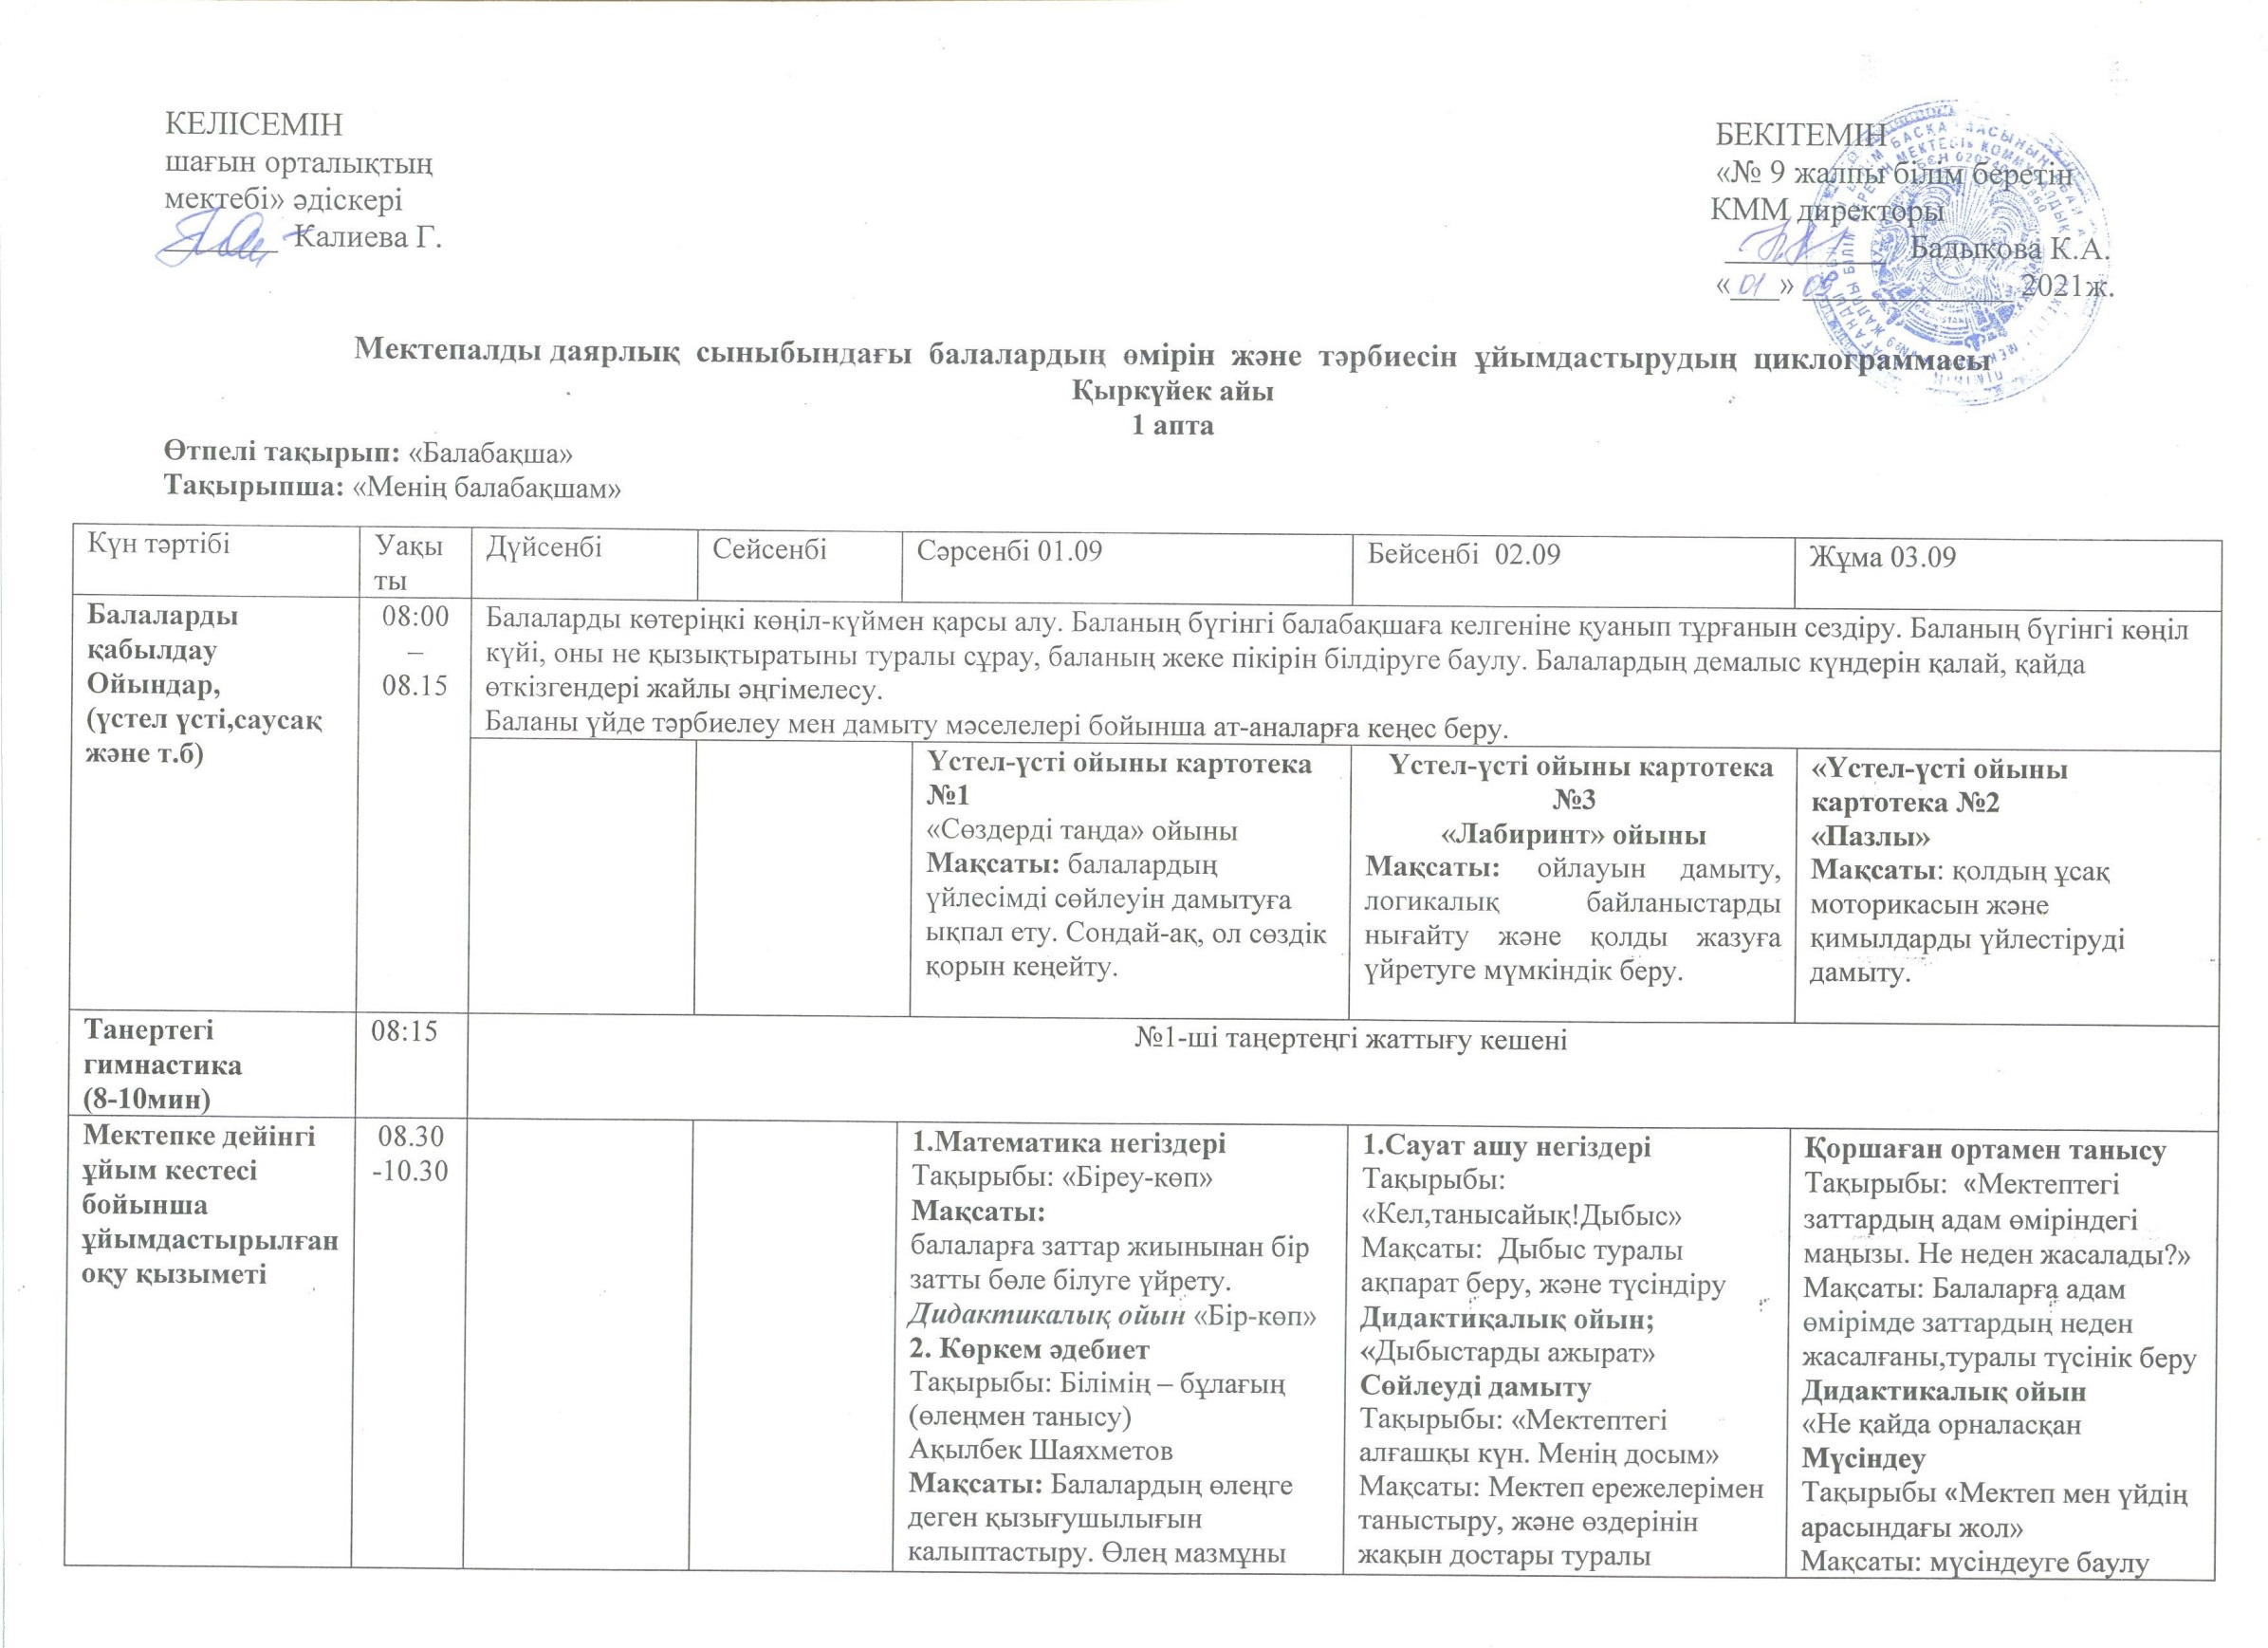 КЕЛІСЕМІН
шағын орталықтың
мектебі» әдіскері
Калиева Г.
БЕКІТЕМІН
«№ 9 жалпы білім беретін
КММ директоры
Бадыкова К.А.
«01» 09 2021ж.
Мектепалды даярлық сыныбындағы балалардың өмірін және тәрбиесін ұйымдастырудың циклограммасы
Қыркүйек айы
1 апта
Өтпелі тақырып: «Балабақша»
Тақырыпша: «Менің балабақшам»
Күн тәртібі
Уақы
ты
Дүйсенбі
Сейсенбі
Сәрсенбі 01.09
Бейсенбі 02.09
Жұма 03.09
Балаларды
қабылдау
Ойындар,
(үстел үсті,саусақ
және т.б)
08:00
–
08.15
Балаларды көтеріңкі көңіл-күймен қарсы алу. Баланың бүгінгі балабақшаға келгеніне қуанып тұрғанын сездіру. Баланың бүгінгі көңіл
күйі, оны не қызықтыратыны туралы сұрау, баланың жеке пікірін білдіруге баулу. Балалардың демалыс күндерін қалай, қайда
өткізгендері жайлы әңгімелесу.
Баланы үйде тәрбиелеу мен дамыту мәселелері бойынша ат-аналарға кеңес беру.
Үстел-үсті ойыны картотека
№1
«Сөздерді таңда» ойыны
Мақсаты: балалардың
үйлесімді сөйлеуін дамытуға
ықпал ету. Сондай-ақ, ол сөздік
қорын кеңейту.
Үстел-үсті ойыны картотека
№3
«Лабиринт» ойыны
Мақсаты: ойлауын дамыту,
логикалық байланыстарды
нығайту және қолды жазуға
үйретуге мүмкіндік беру.
«Үстел-үсті ойыны
картотека №2
«Пазлы»
Мақсаты: қолдың ұсақ
моторикасын және
қимылдарды үйлестіруді
дамыту.
Танертегі
гимнастика
(8-10мин)
08:15
№1-ші таңертеңгі жаттығу кешені
Мектепке дейінгі
ұйым кестесі
бойынша
ұйымдастырылған
оқу қызыметі
08.30
-10.30
1.Математика негіздері
Тақырыбы: «Біреу-көп»
Мақсаты:
балаларға заттар жиынынан бір
затты бөле білуге үйрету.
Дидактикалық ойын «Бір-көп»
2. Көркем әдебиет
Тақырыбы: Білімің – бұлағың
(өлеңмен танысу)
Ақылбек Шаяхметов
Мақсаты: Балалардың өлеңге
деген қызығушылығын
калыптастыру. Өлең мазмұны
1.Сауат ашу негіздері
Тақырыбы:
«Кел,танысайық!Дыбыс»
Мақсаты: Дыбыс туралы
ақпарат беру, және түсіндіру
Дидактиқалық ойын;
«Дыбыстарды ажырат»
Сөйлеуді дамыту
Тақырыбы: «Мектептегі
алғашқы күн. Менің досым»
Мақсаты: Мектеп ережелерімен
таныстыру, және өздерінін
жақын достары туралы
Қоршаған ортамен танысу
Тақырыбы: «Мектептегі
заттардың адам өміріндегі
маңызы. Не неден жасалады?»
Мақсаты: Балаларға адам
өмірімде заттардың неден
жасалғаны,туралы түсінік беру
Дидактикалық ойын
«Не қайда орналасқан
Мүсіндеу
Тақырыбы «Мектеп мен үйдің
арасындағы жол»
Мақсаты: мүсіндеуге баулу